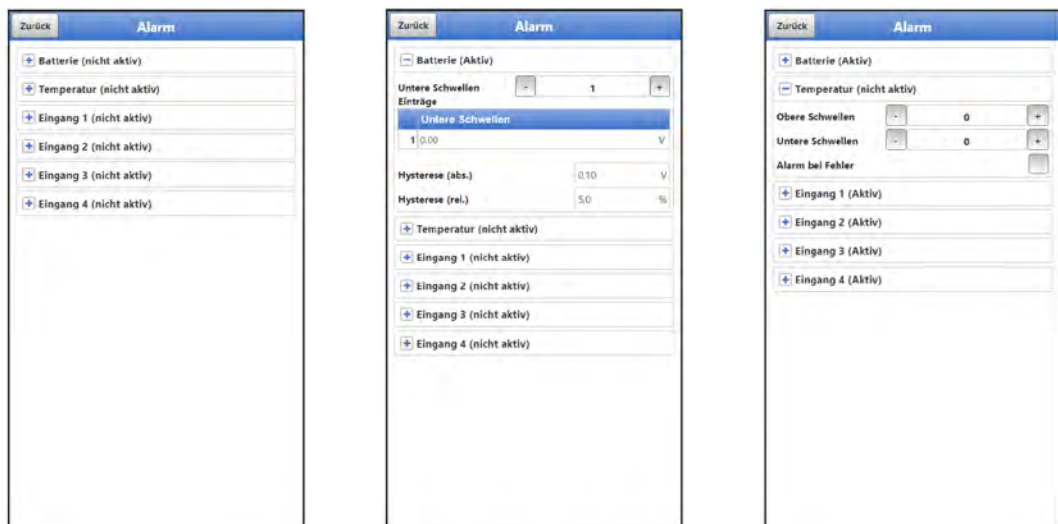 Zurück Alarm
Batterie (nicht aktiv)
Temperatur (nicht aktiv)
Eingang 1 (nicht aktiv)
Eingang 2 (nicht aktiv)
Eingang 3 (nicht aktiv)
Eingang 4 (nicht aktiv)
Zurück Alarm
Batterie (Aktiv)
Untere Schwellen - 1 +
Einträge
Untere Schwellen
1 0.00 V
Hysterese (abs.) 0,10 V
Hysterese (rel.) 5,0 %
Temperatur (nicht aktiv)
Eingang 1 (nicht aktiv)
Eingang 2 (nicht aktiv)
Eingang 3 (nicht aktiv)
Eingang 4 (nicht aktiv)
Zurück Alarm
Batterie (Aktiv)
Temperatur (nicht aktiv)
Obere Schwellen - 0 +
Untere Schwellen - 0 +
Alarm bei Fehler
Eingang 1 (Aktiv)
Eingang 2 (Aktiv)
Eingang 3 (Aktiv)
Eingang 4 (Aktiv)